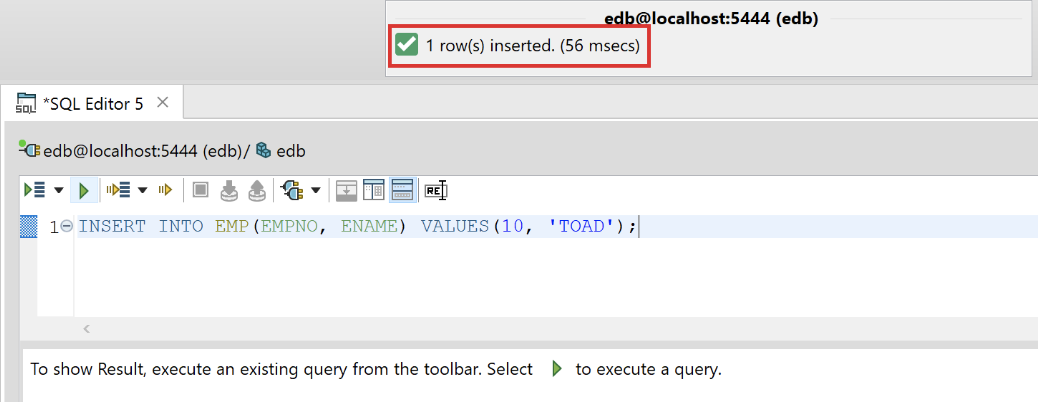 edb@localhost:5444 (edb)
1 row(s) inserted. (56 msecs)
SQL *SQL Editor 5
edb@localhost:5444 (edb)/ edb
RE
1 INSERT INTO EMP(EMPNO, ENAME) VALUES(10, 'TOAD');
To show Result, execute an existing query from the toolbar. Select to execute a query.